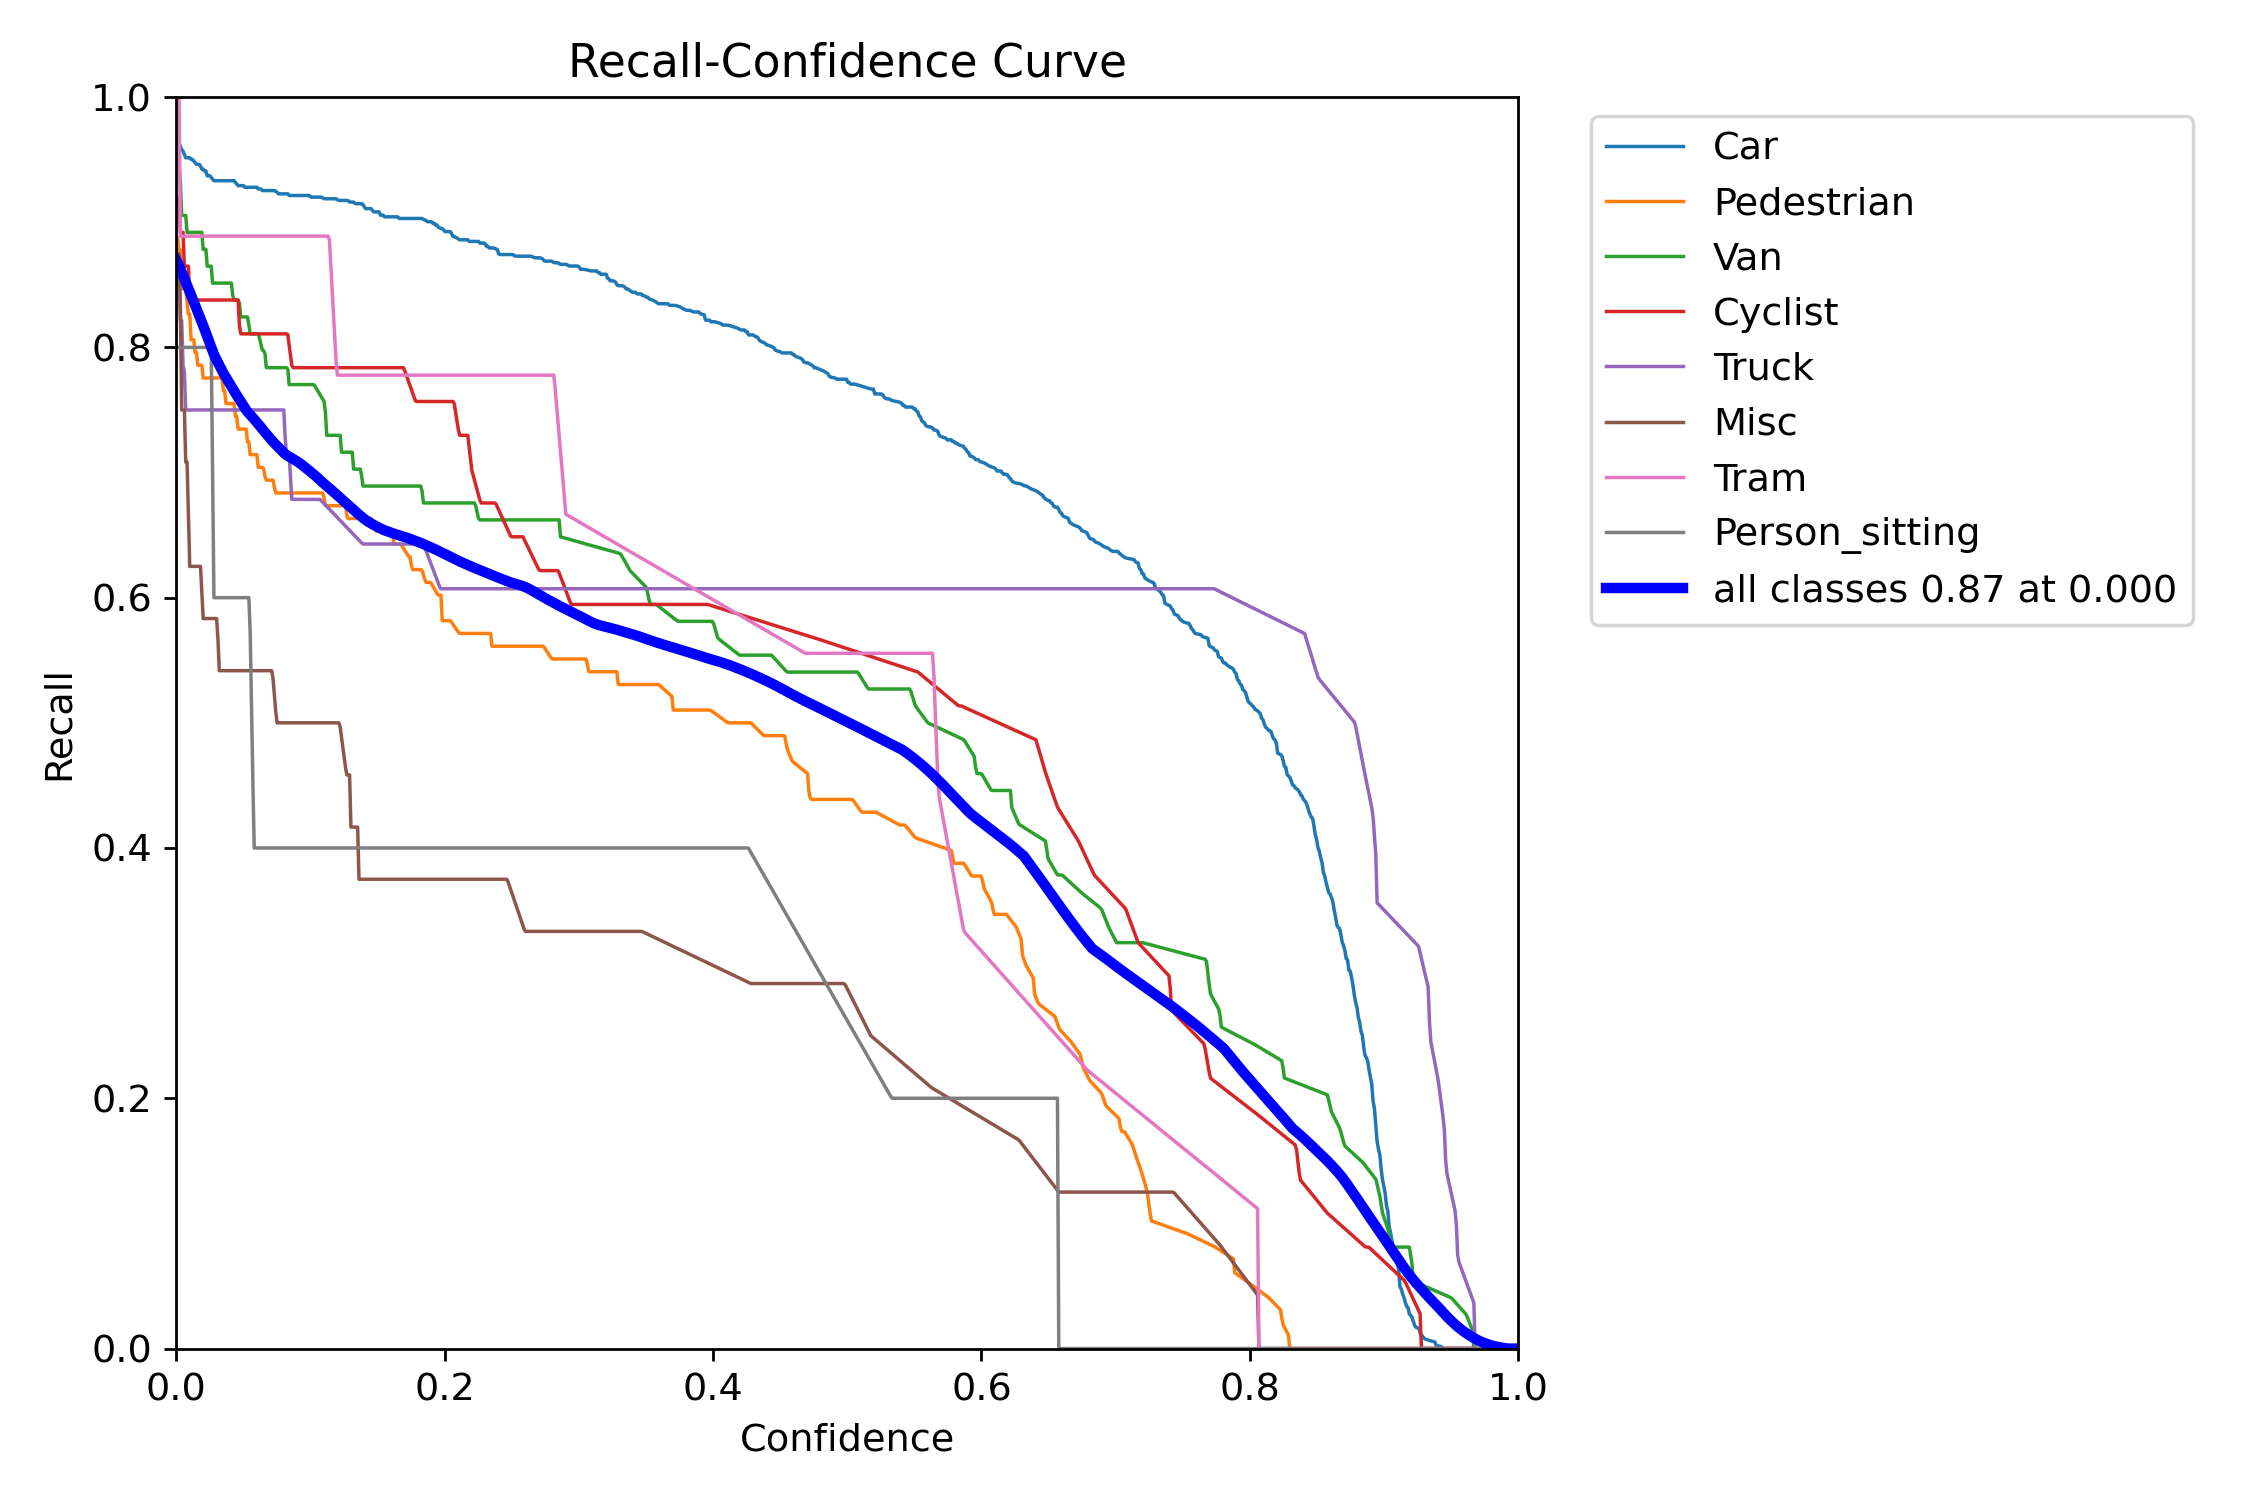 Recall-Confidence Curve
1.0
0.8
0.6
0.4
0.2
0.0
Recall
0.0 0.2 0.4 0.6 0.8 1.0
Confidence
Car
Pedestrian
Van
Cyclist
Truck
Misc
Tram
Person_sitting
all classes 0.87 at 0.000